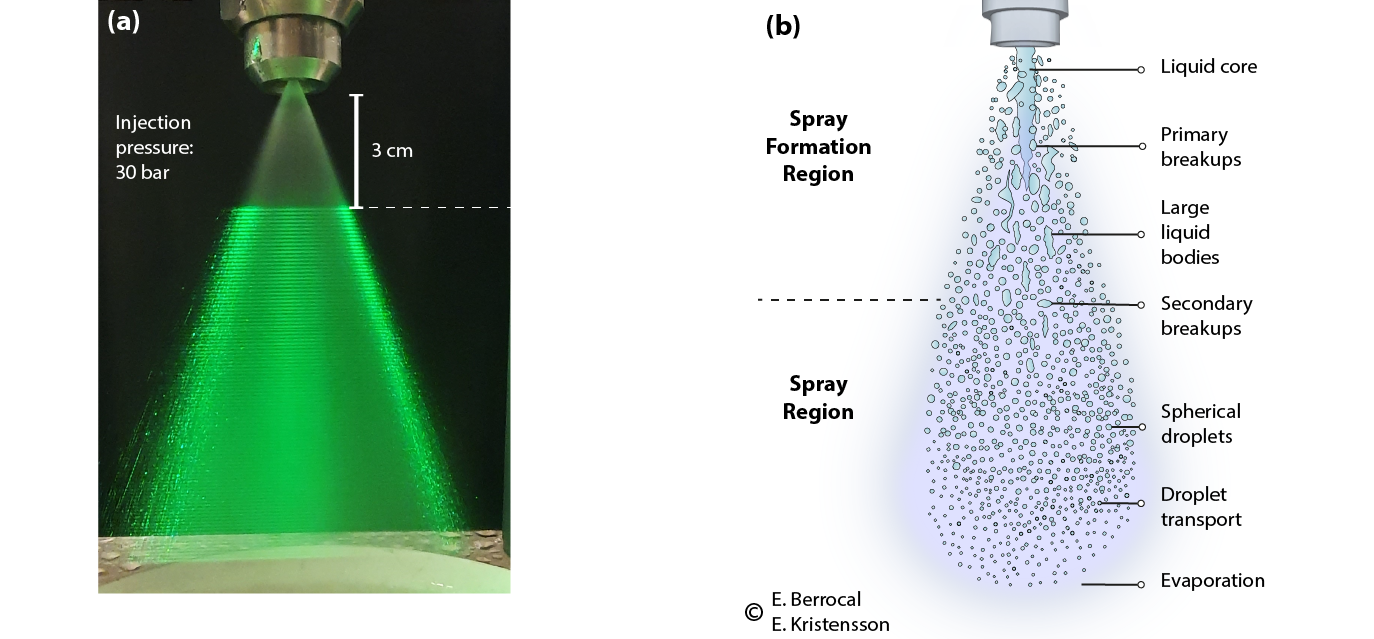 (a)
Injection
pressure:
30 bar
3 cm
(b)
Spray
Formation
Region
Spray
Region
Liquid core
Primary
breakups
Large
liquid
bodies
Secondary
breakups
Spherical
droplets
Droplet
transport
Evaporation
© E. Berrocal
E. Kristensson